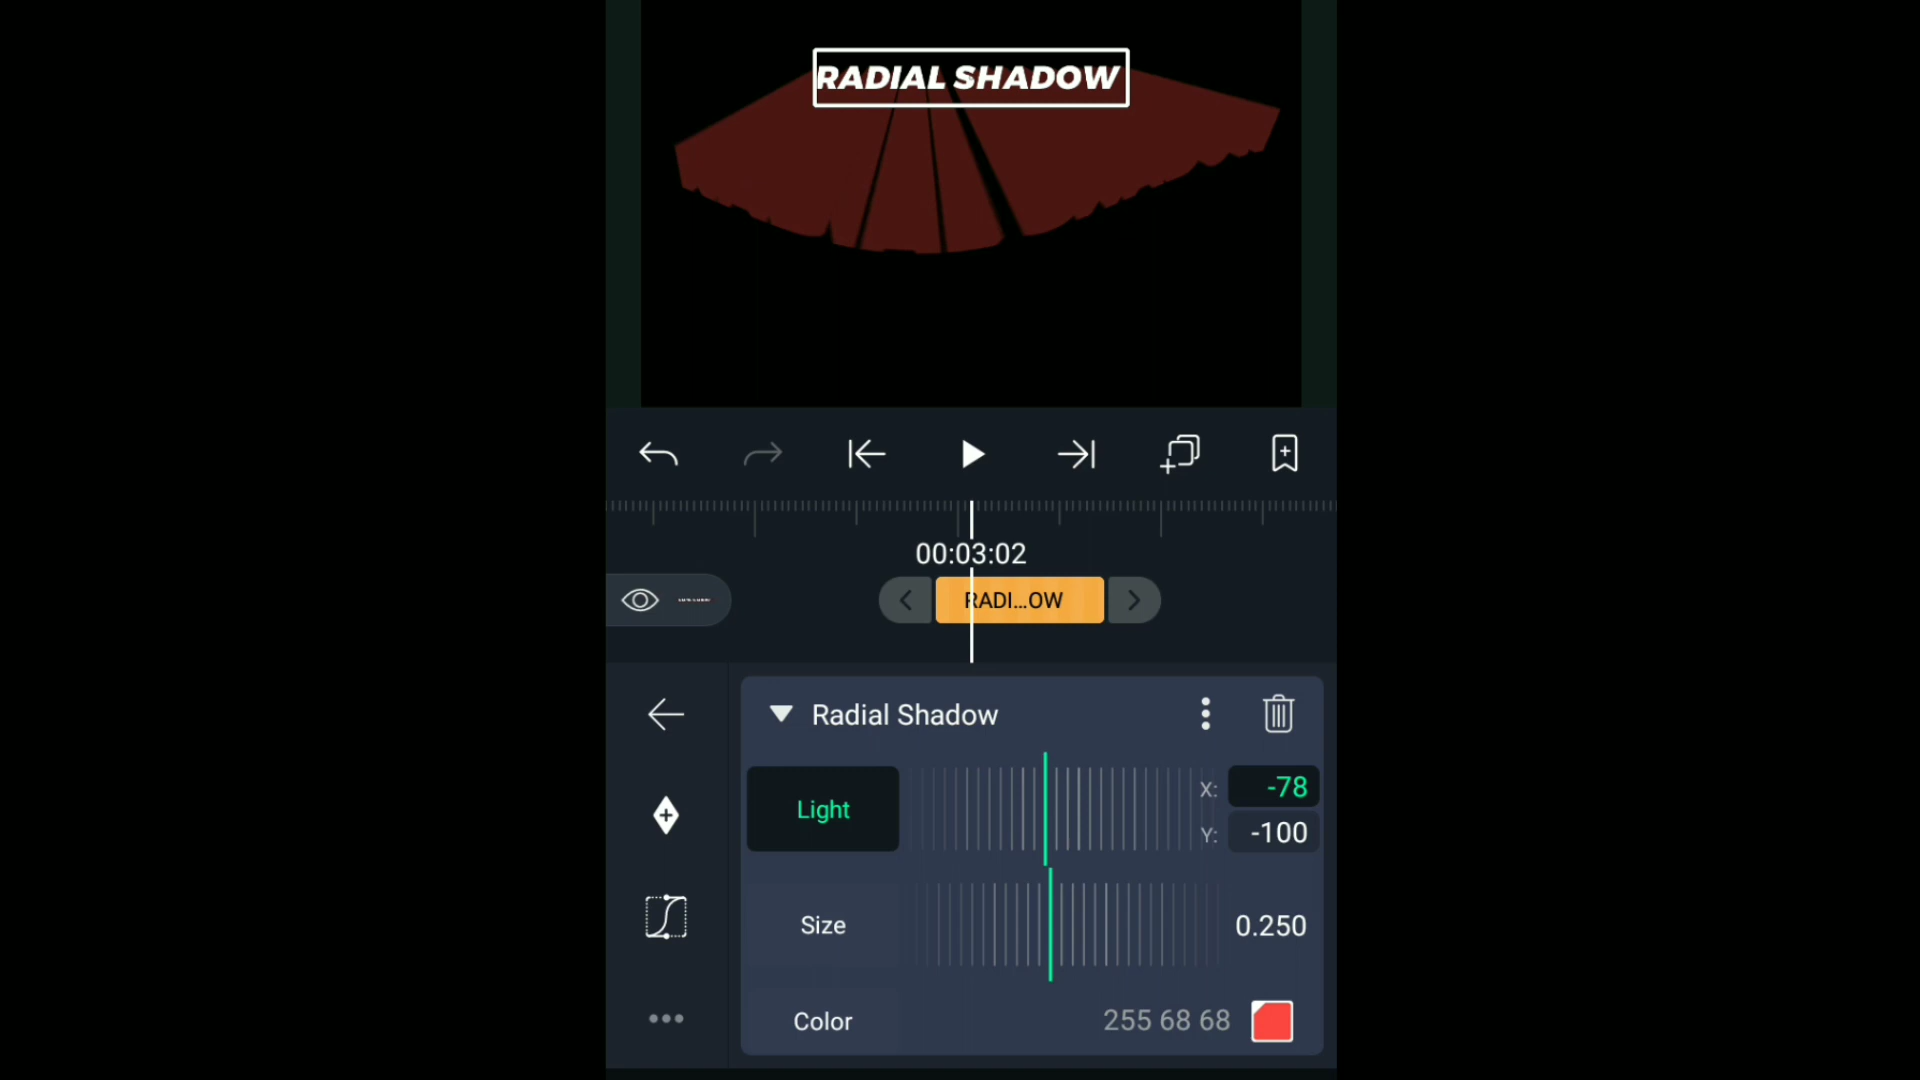 RADIAL SHADOW
00:03:02
RADI...OW
Radial Shadow
Light
X: -78
Y: -100
Size
0.250
Color
255 68 68